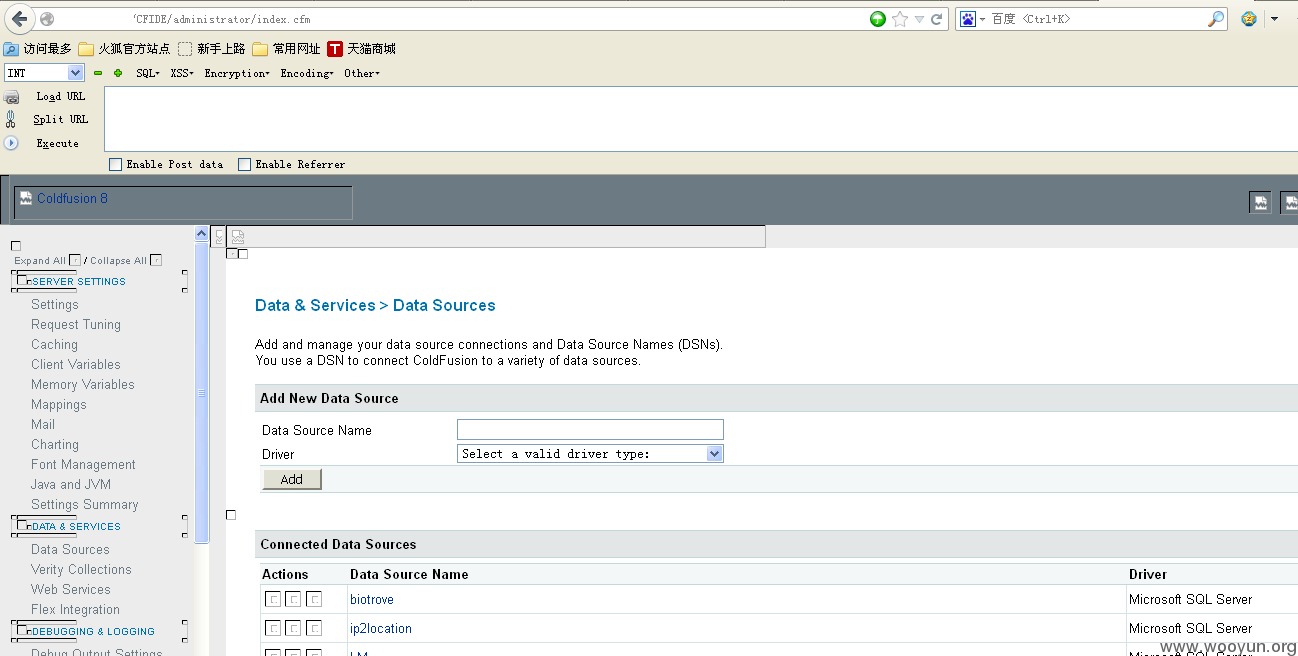 'CFIDE/administrator/index.cfm
百度 <Ctrl+K>
访问最多 火狐官方站点 新手上路 常用网址 T 天猫商城
INT SQL▾ XSS▾ Encryption▾ Encoding▾ Other▾
Load URL
Split URL
Execute
Enable Post data Enable Referrer
Coldfusion 8
Expand All / Collapse All
SERVER SETTINGS
Settings
Request Tuning
Caching
Client Variables
Memory Variables
Mappings
Mail
Charting
Font Management
Java and JVM
Settings Summary
DATA & SERVICES
Data Sources
Verity Collections
Web Services
Flex Integration
DEBUGGING & LOGGING
Debug Output Settings
Data & Services > Data Sources
Add and manage your data source connections and Data Source Names (DSNs).
You use a DSN to connect ColdFusion to a variety of data sources.
Add New Data Source
Data Source Name
Driver Select a valid driver type:
Add
Connected Data Sources
Actions Data Source Name Driver
biotrove Microsoft SQL Server
ip2location Microsoft SQL Server
Microsoft SQL Server
www.wooyun.org